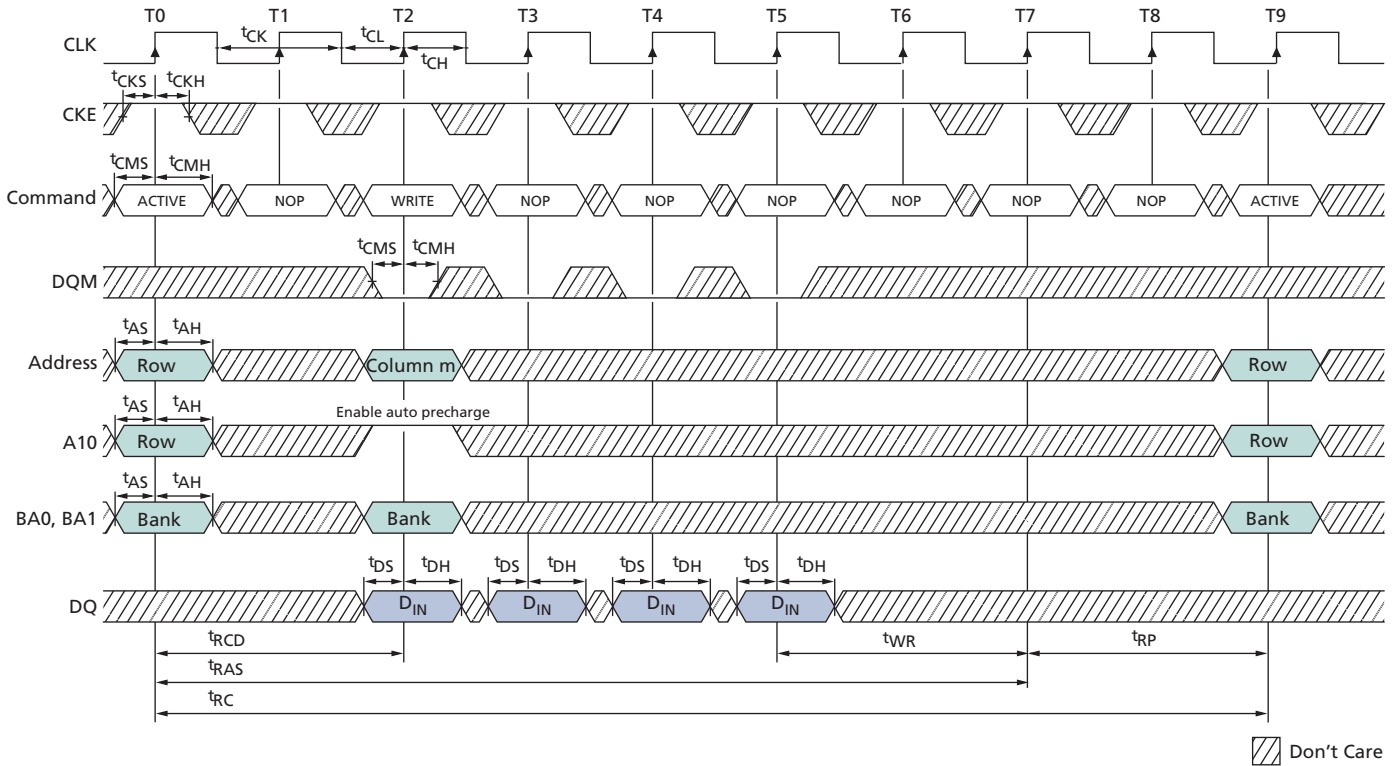 T0 T1 T2 T3 T4 T5 T6 T7 T8 T9
CLK
tCK tCL
tCH
tCKS tCKH
CKE
tCMS tCMH
Command ACTIVE NOP WRITE NOP NOP NOP NOP NOP NOP ACTIVE
tCMS tCMH
DQM
tAS tAH
Address Row Column m Row
tAS tAH Enable auto precharge
A10 Row Row
tAS tAH
BA0, BA1 Bank Bank Bank
tDS tDH tDS tDH tDS tDH tDS tDH
DQ DIN DIN DIN DIN
tRCD tWR tRP
tRAS
tRC
Don't Care